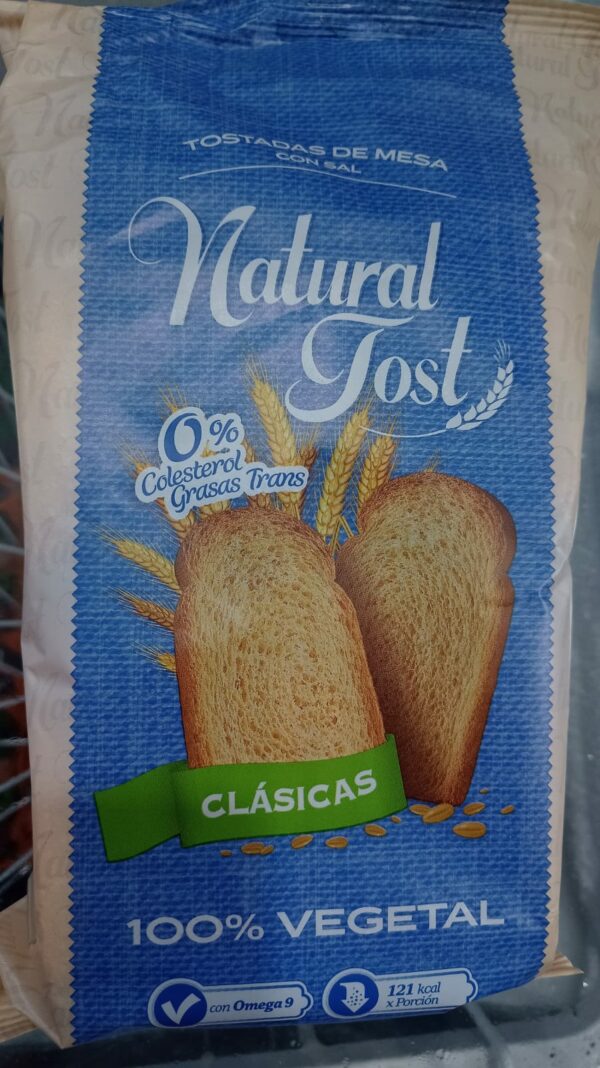 TOSTADAS DE MESA
CON SAL
Natural
Tost
0%
Colesterol
Grasas Trans
CLÁSICAS
100% VEGETAL
con Omega 9
121 kcal
x Porción